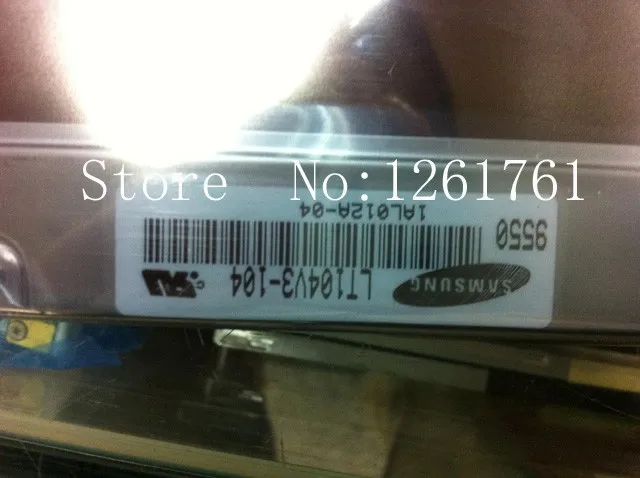 Store No:1261761
SAMSUNG LT104V3-104
9550
1AL012A-04